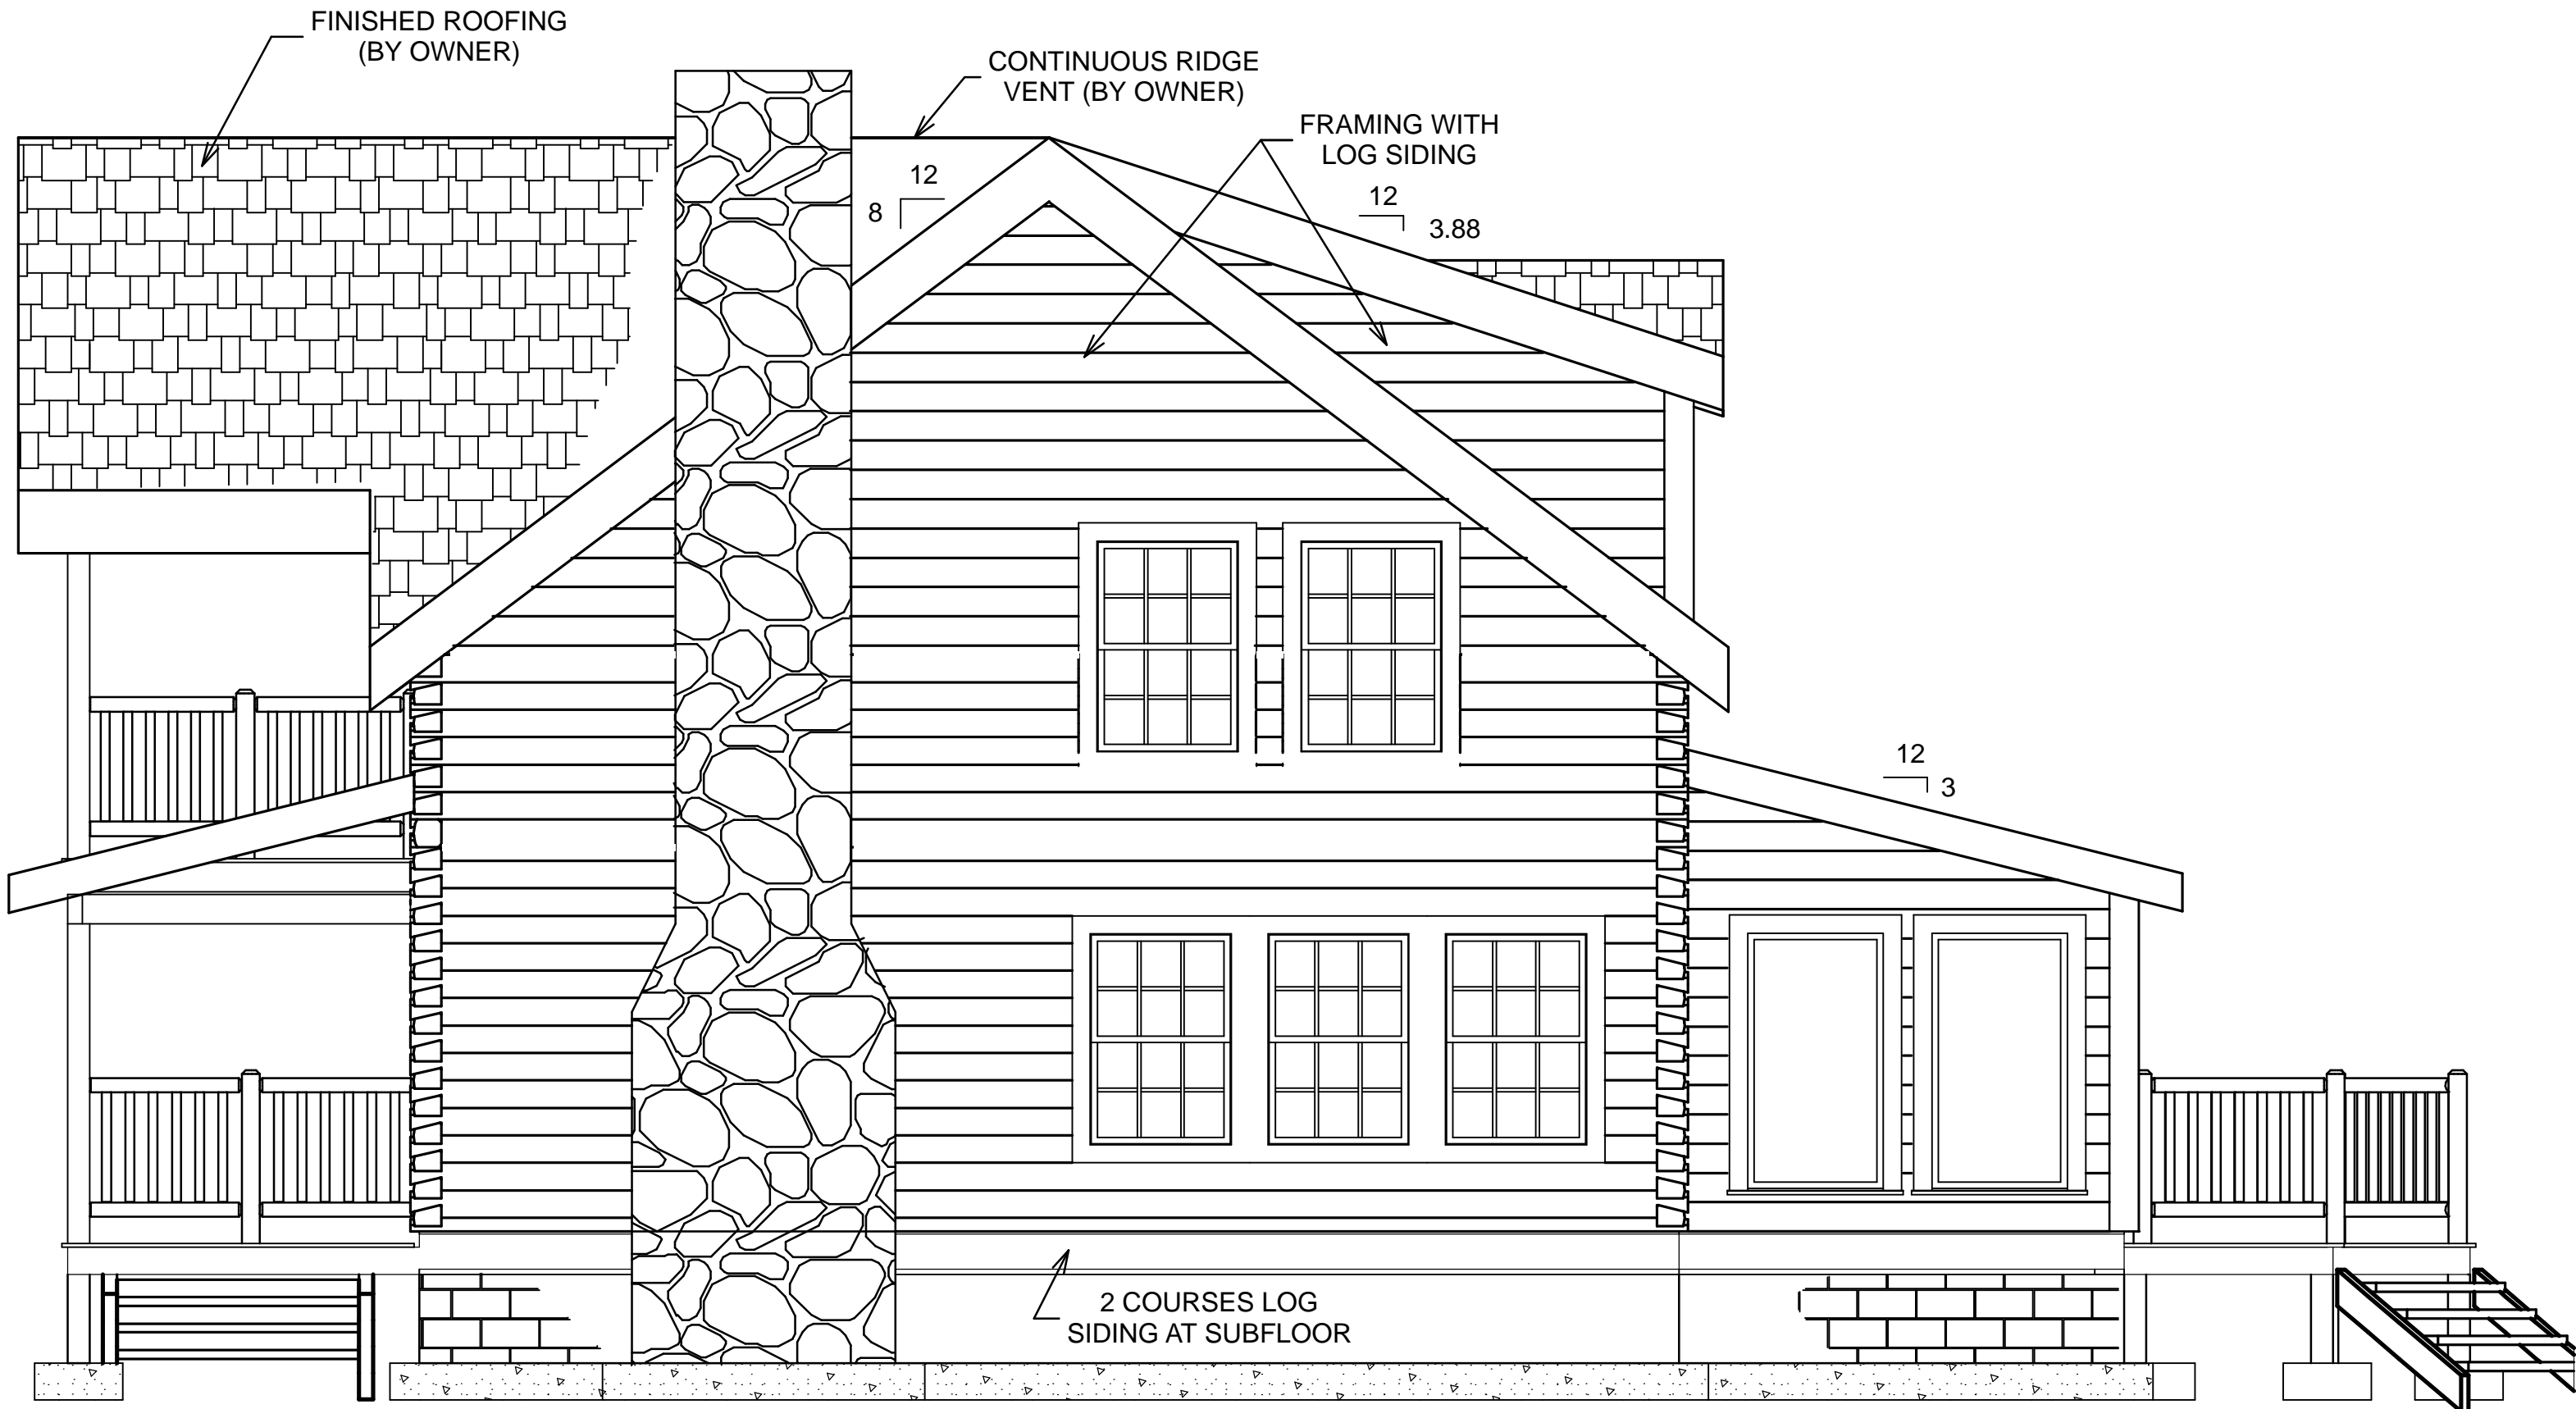 FINISHED ROOFING
(BY OWNER)
CONTINUOUS RIDGE
VENT (BY OWNER)
FRAMING WITH
LOG SIDING
12
8
12
3.88
12
3
2 COURSES LOG
SIDING AT SUBFLOOR